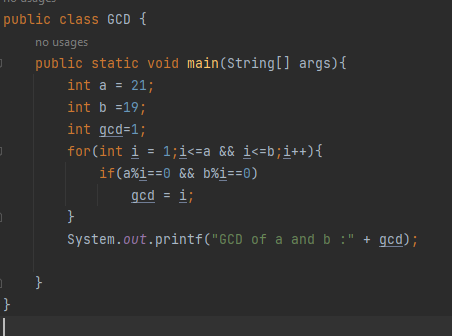 no usages
public class GCD {
no usages
public static void main(String[] args){
int a = 21;
int b =19;
int gcd=1;
for(int i = 1;i<=a && i<=b;i++){
if(a%i==0 && b%i==0)
gcd = i;
}
System.out.printf("GCD of a and b :" + gcd);
}
}